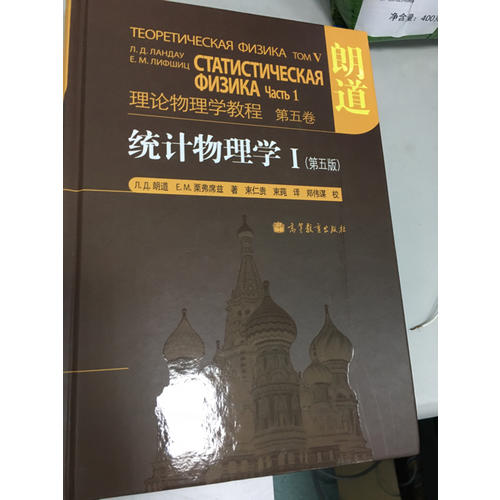 净含量: 400
ТЕОРЕТИЧЕСКАЯ ФИЗИКА ТОМ V
Л. Д. ЛАНДАУ
Е. М. ЛИФШИЦ
СТАТИСТИЧЕСКАЯ
ФИЗИКА Часть 1
朗道
理论物理学教程 第五卷
统计物理学 I (第五版)
Л. Д. 朗道 Е. М. 栗弗席兹 著 束仁贵 束莼 译 郑伟谋 校
高等教育出版社